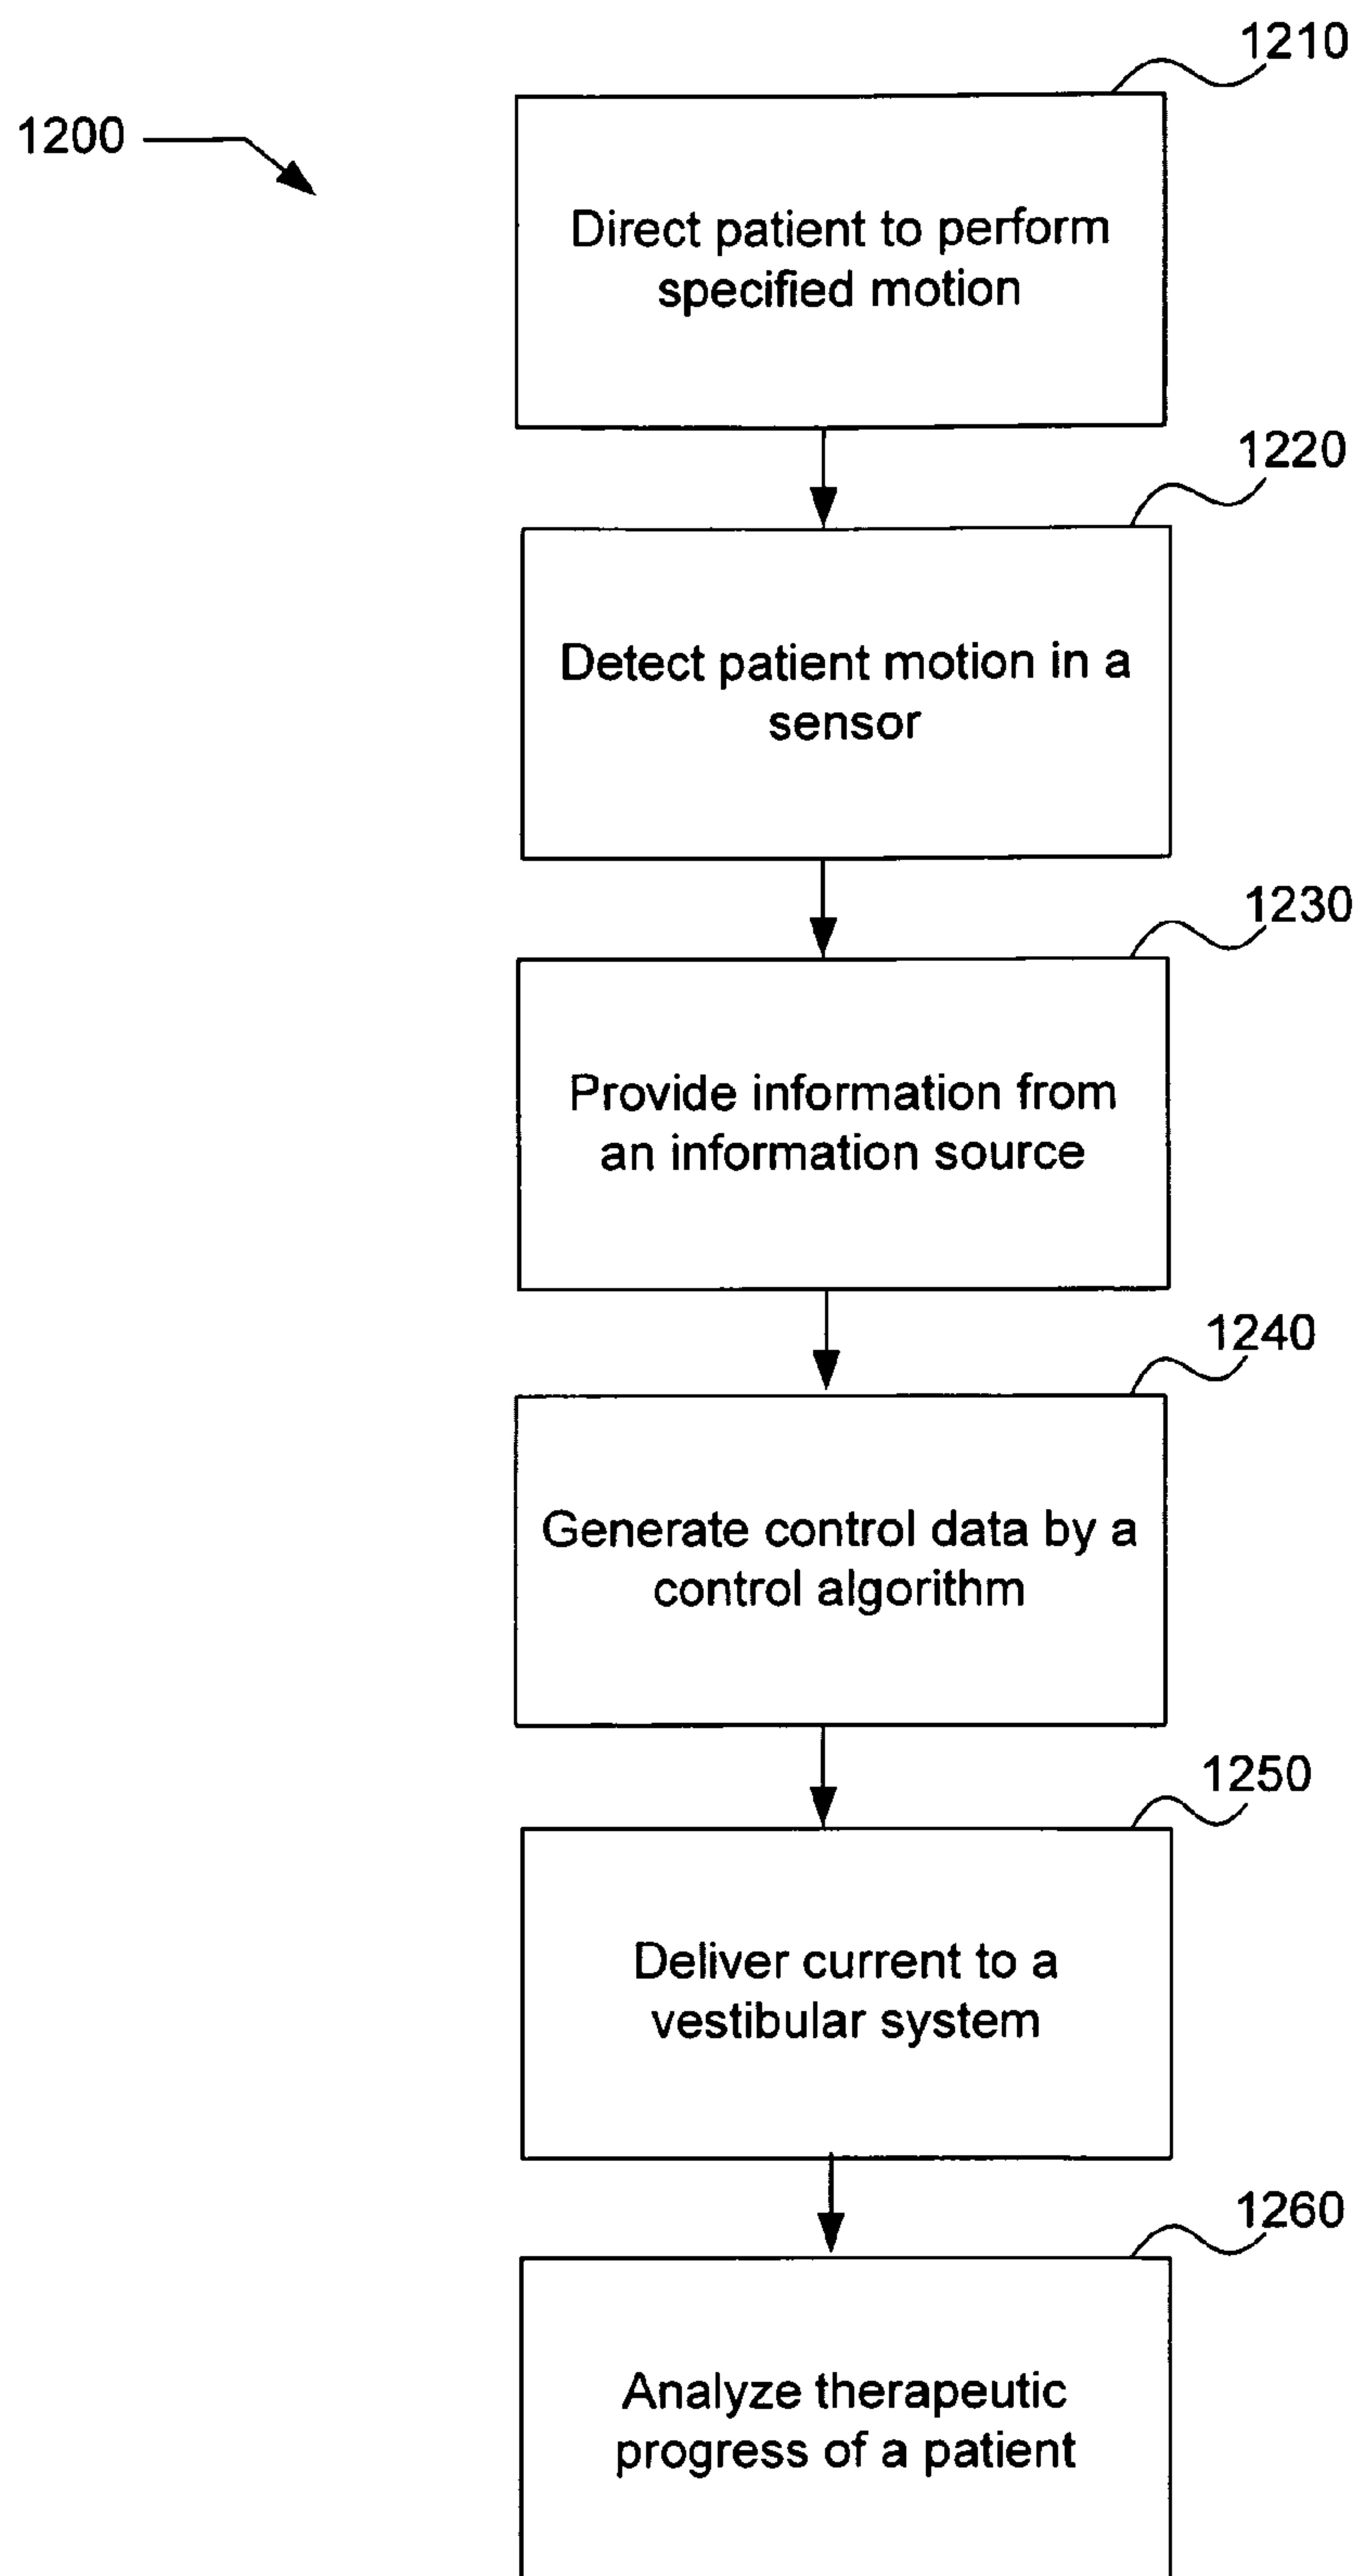 1210
1200
Direct patient to perform
specified motion
1220
Detect patient motion in a
sensor
1230
Provide information from
an information source
1240
Generate control data by a
control algorithm
1250
Deliver current to a
vestibular system
1260
Analyze therapeutic
progress of a patient